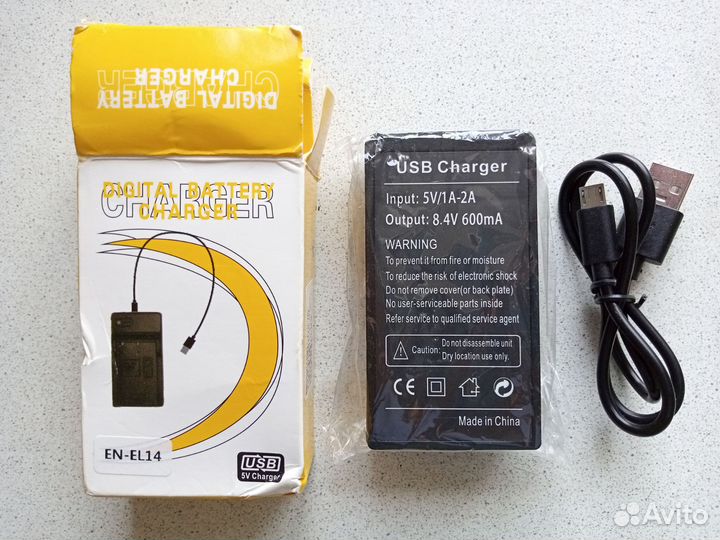 DIGITAL BATTERY
CHARGER
CHARGER
DIGITAL BATTERY
CHARGER
CHARGER
EN-EL14
USB
5V Charger
USB Charger
Input: 5V/1A-2A
Output: 8.4V 600mA
WARNING
To prevent it from fire or moisture
To reduce the risk of electronic shock
Do not remove cover(or back plate)
No user-serviceable parts inside
Refer service to qualified service agent
Caution:
Do not disassemble unit
Dry location use only
CE
Made in China
Avito